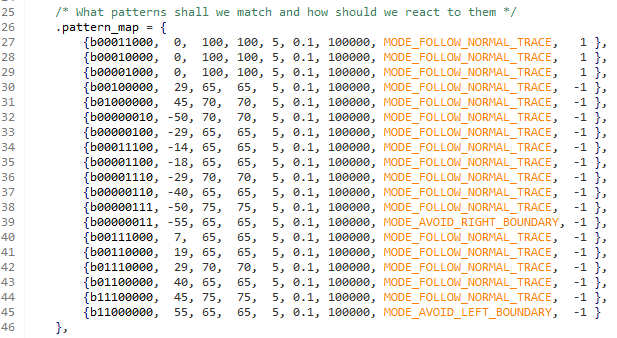 25 /* What patterns shall we match and how should we react to them */
26 .pattern_map = {
27 {b00011000, 0, 100, 100, 5, 0.1, 100000, MODE_FOLLOW_NORMAL_TRACE, 1 },
28 {b00010000, 0, 100, 100, 5, 0.1, 100000, MODE_FOLLOW_NORMAL_TRACE, 1 },
29 {b00001000, 0, 100, 100, 5, 0.1, 100000, MODE_FOLLOW_NORMAL_TRACE, 1 },
30 {b00100000, 29, 65, 65, 5, 0.1, 100000, MODE_FOLLOW_NORMAL_TRACE, -1 },
31 {b01000000, 45, 70, 70, 5, 0.1, 100000, MODE_FOLLOW_NORMAL_TRACE, -1 },
32 {b00000010, -50, 70, 70, 5, 0.1, 100000, MODE_FOLLOW_NORMAL_TRACE, -1 },
33 {b00000100, -29, 65, 65, 5, 0.1, 100000, MODE_FOLLOW_NORMAL_TRACE, -1 },
34 {b00011100, -14, 65, 65, 5, 0.1, 100000, MODE_FOLLOW_NORMAL_TRACE, -1 },
35 {b00001100, -18, 65, 65, 5, 0.1, 100000, MODE_FOLLOW_NORMAL_TRACE, -1 },
36 {b00001110, -29, 70, 70, 5, 0.1, 100000, MODE_FOLLOW_NORMAL_TRACE, -1 },
37 {b00000110, -40, 65, 65, 5, 0.1, 100000, MODE_FOLLOW_NORMAL_TRACE, -1 },
38 {b00000111, -50, 75, 75, 5, 0.1, 100000, MODE_FOLLOW_NORMAL_TRACE, -1 },
39 {b00000011, -55, 65, 65, 5, 0.1, 100000, MODE_AVOID_RIGHT_BOUNDARY, -1 },
40 {b00111000, 7, 65, 65, 5, 0.1, 100000, MODE_FOLLOW_NORMAL_TRACE, -1 },
41 {b00110000, 19, 65, 65, 5, 0.1, 100000, MODE_FOLLOW_NORMAL_TRACE, -1 },
42 {b01110000, 29, 70, 70, 5, 0.1, 100000, MODE_FOLLOW_NORMAL_TRACE, -1 },
43 {b01100000, 40, 65, 65, 5, 0.1, 100000, MODE_FOLLOW_NORMAL_TRACE, -1 },
44 {b11100000, 45, 75, 75, 5, 0.1, 100000, MODE_FOLLOW_NORMAL_TRACE, -1 },
45 {b11000000, 55, 65, 65, 5, 0.1, 100000, MODE_AVOID_LEFT_BOUNDARY, -1 }
46 },